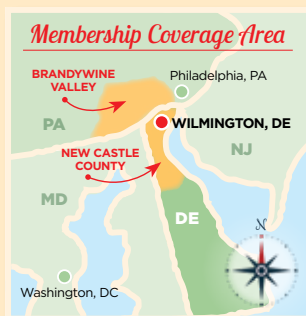 Membership Coverage Area
BRANDYWINE
VALLEY
Philadelphia, PA
PA
WILMINGTON, DE
NEW CASTLE
COUNTY
NJ
MD
DE
N
Washington, DC